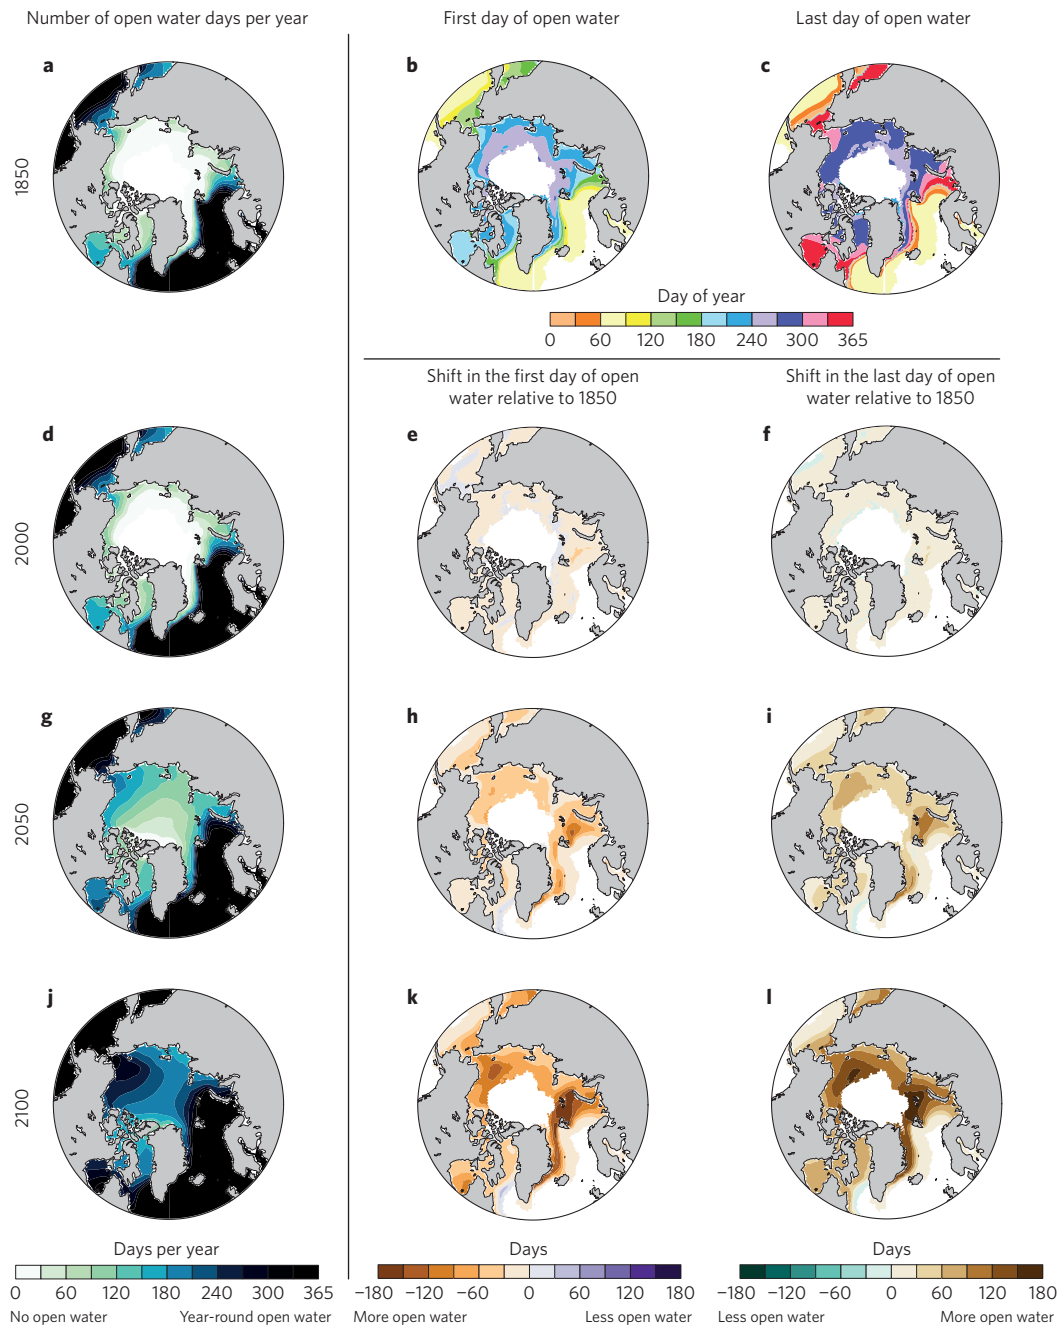 Number of open water days per year
First day of open water
Last day of open water
a
b
c
1850
Day of year
0 60 120 180 240 300 365
Shift in the first day of open
water relative to 1850
Shift in the last day of open
water relative to 1850
d
e
f
2000
g
h
i
2050
j
k
l
2100
Days per year
0 60 120 180 240 300 365
No open water Year-round open water
Days
−180 −120 −60 0 60 120 180
More open water Less open water
Days
−180 −120 −60 0 60 120 180
Less open water More open water